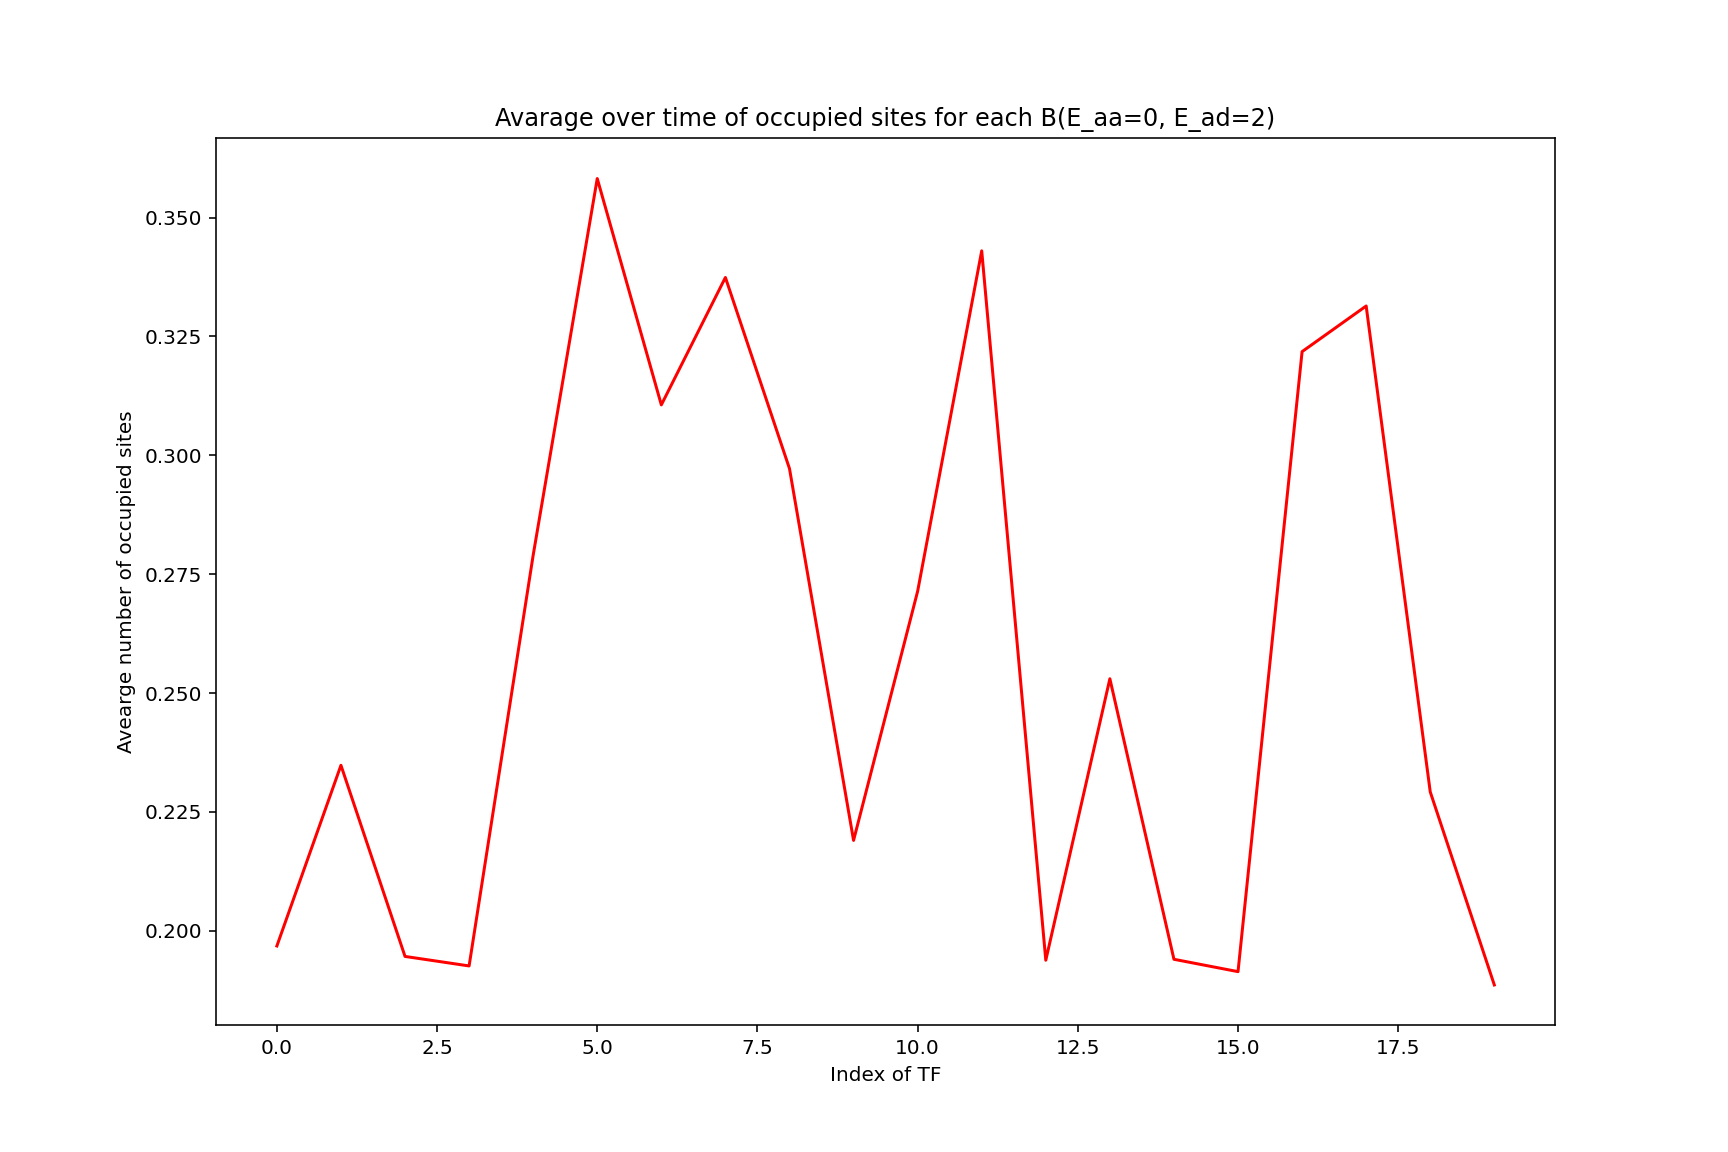 Avarage over time of occupied sites for each B(E_aa=0, E_ad=2)
Avearge number of occupied sites
0.350
0.325
0.300
0.275
0.250
0.225
0.200
0.0 2.5 5.0 7.5 10.0 12.5 15.0 17.5
Index of TF